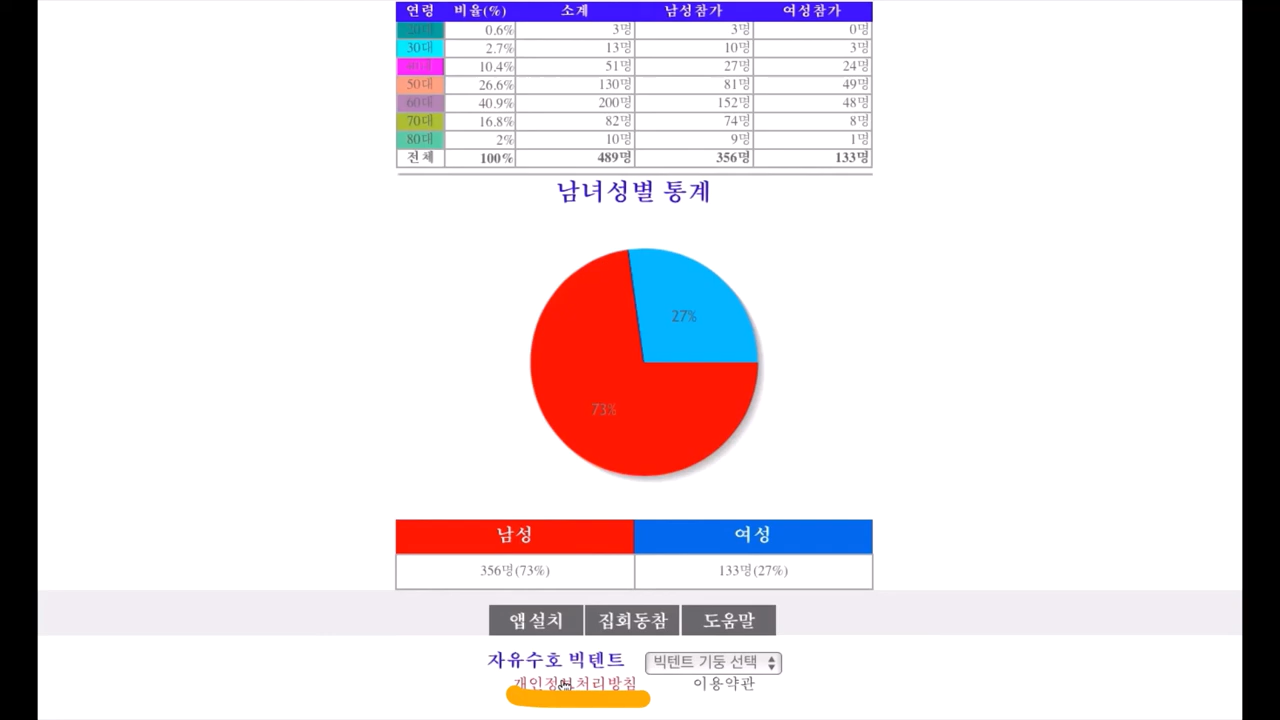 연령 비율(%) 소계 남성참가 여성참가
20대 0.6% 3명 3명 0명
30대 2.7% 13명 10명 3명
40대 10.4% 51명 27명 24명
50대 26.6% 130명 81명 49명
60대 40.9% 200명 152명 48명
70대 16.8% 82명 74명 8명
80대 2% 10명 9명 1명
전체 100% 489명 356명 133명
남녀성별 통계
27%
73%
남성 여성
356명(73%) 133명(27%)
앱설치 집회동참 도움말
자유수호 빅텐트 빅텐트 기둥 선택
개인정보처리방침 이용약관